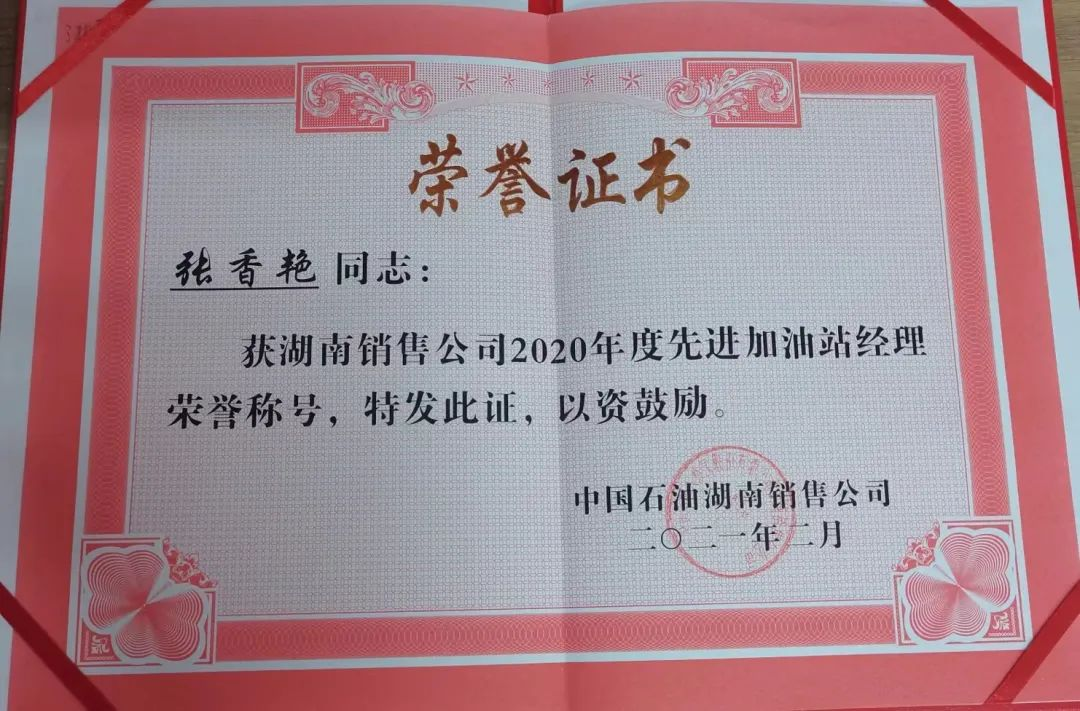 荣誉证书
张香艳同志：
获湖南销售公司2020年度先进加油站经理
荣誉称号，特发此证，以资鼓励。
中国石油湖南销售公司
二〇二一年二月